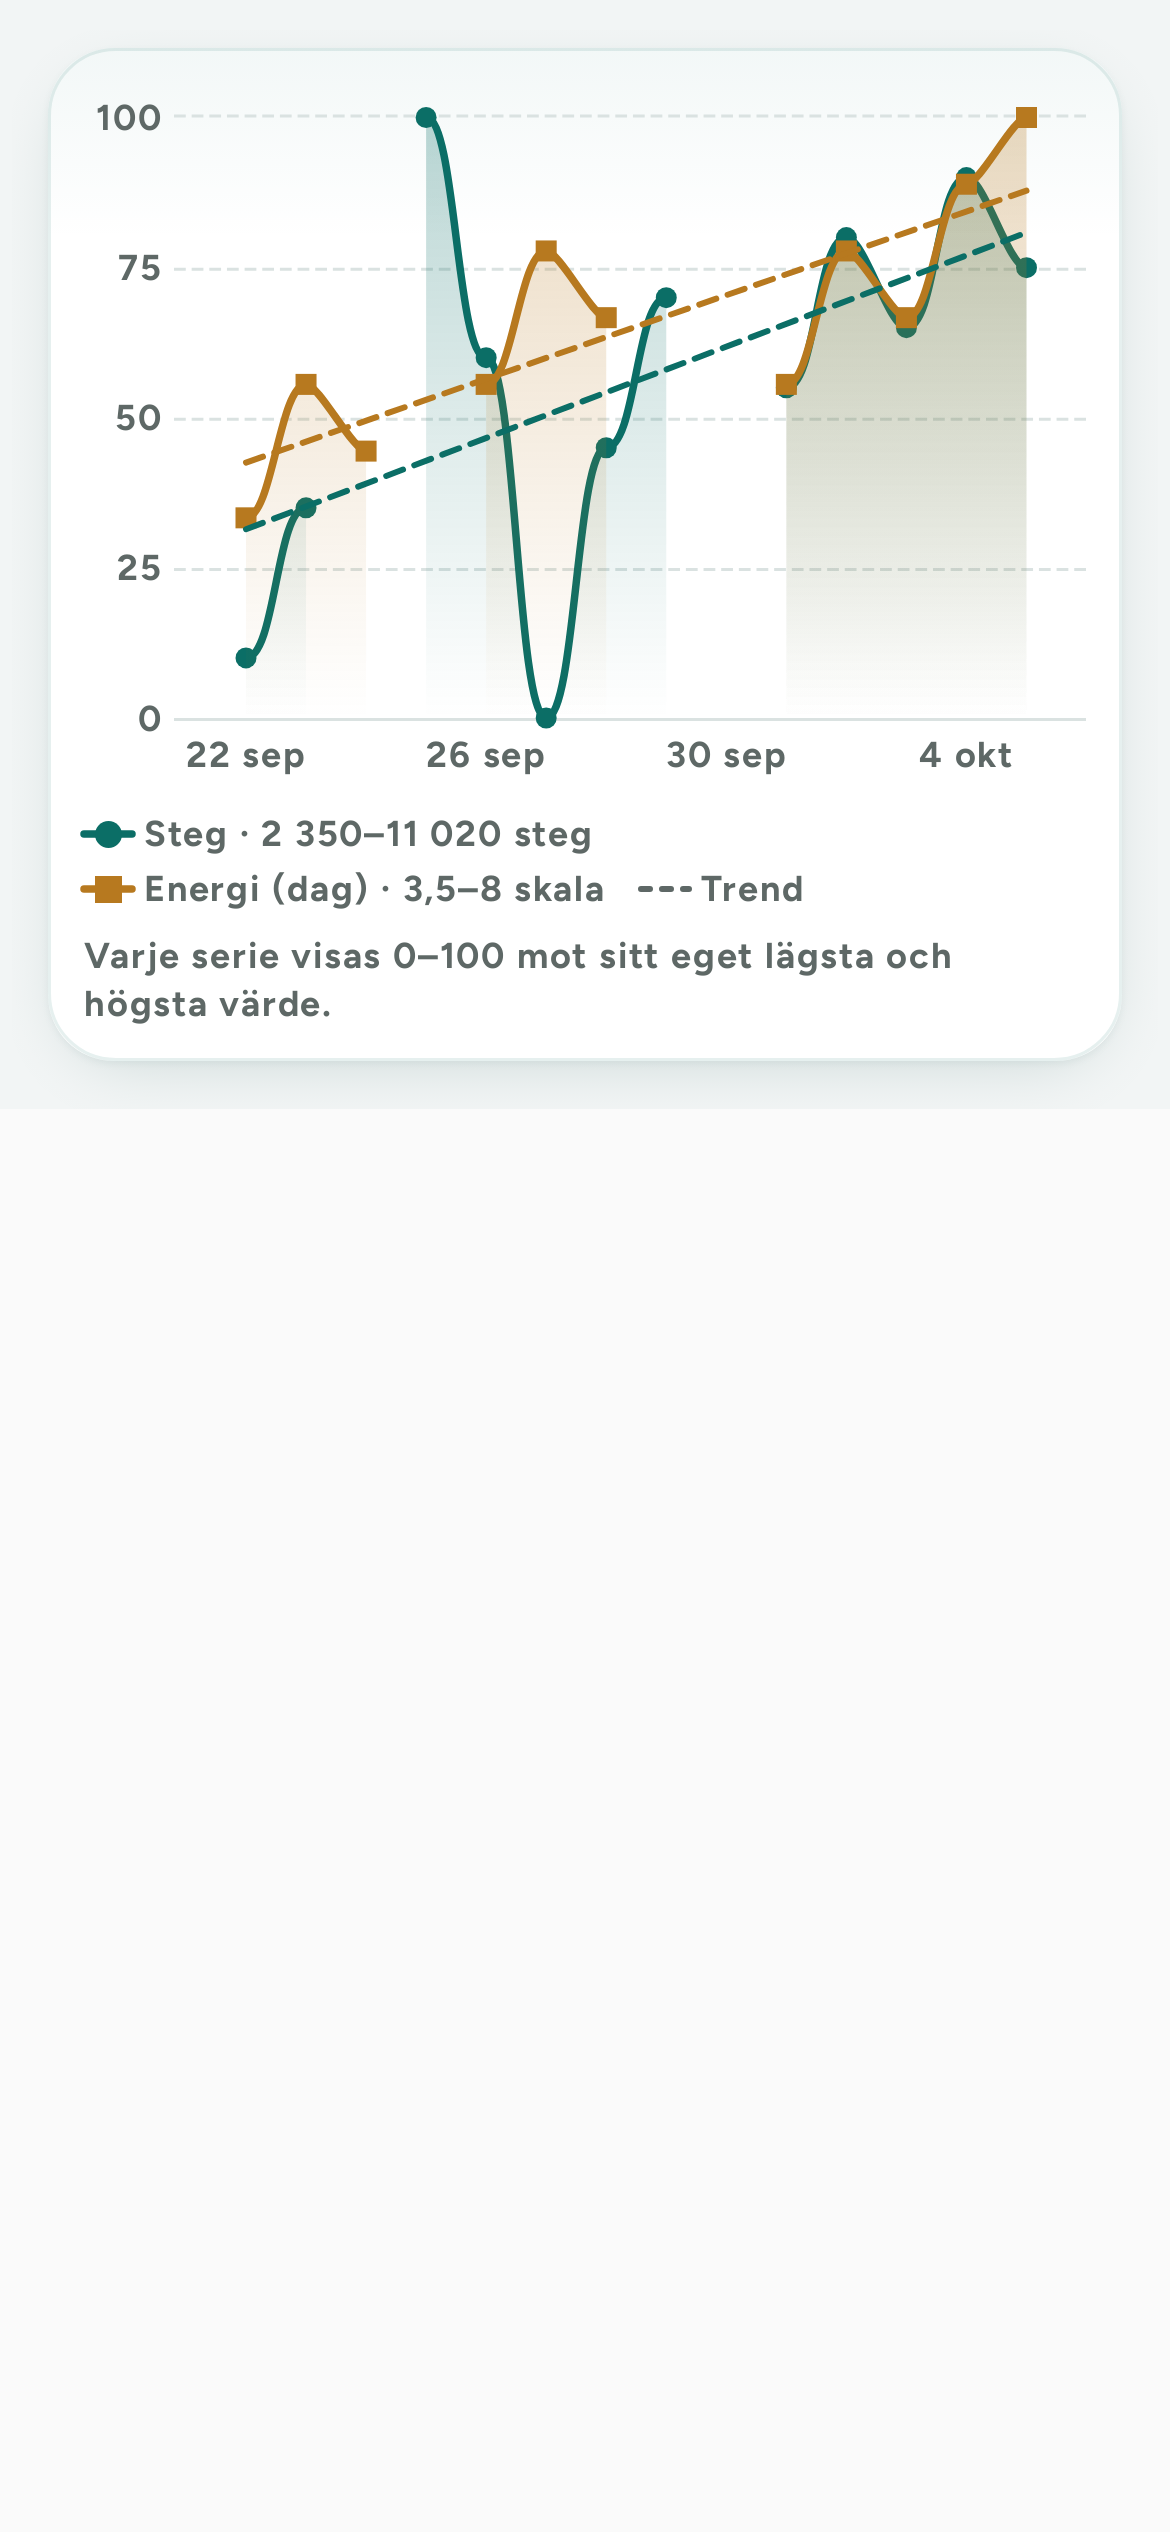 100
75
50
25
0
22 sep 26 sep 30 sep 4 okt
Steg · 2 350–11 020 steg
Energi (dag) · 3,5–8 skala Trend
Varje serie visas 0–100 mot sitt eget lägsta och
högsta värde.